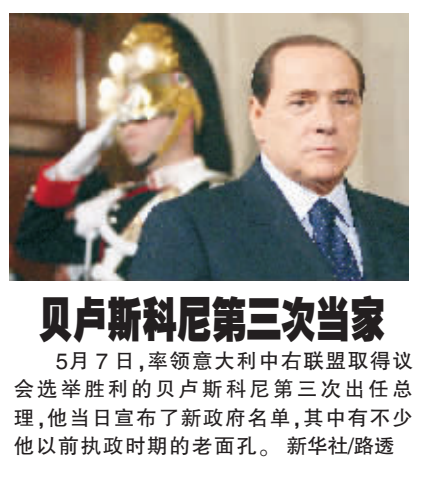 贝卢斯科尼第三次当家
5月7日,率领意大利中右联盟取得议
会选举胜利的贝卢斯科尼第三次出任总
理,他当日宣布了新政府名单,其中有不少
他以前执政时期的老面孔。 新华社/路透